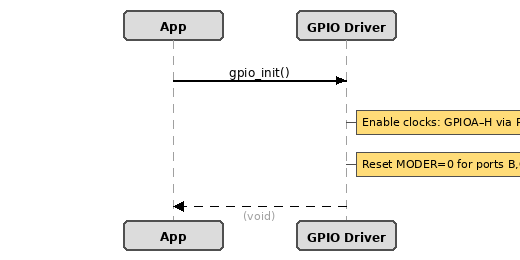 App GPIO Driver
gpio_init()
Enable clocks: GPIOA–H via
Reset MODER=0 for ports B,
(void)
App GPIO Driver